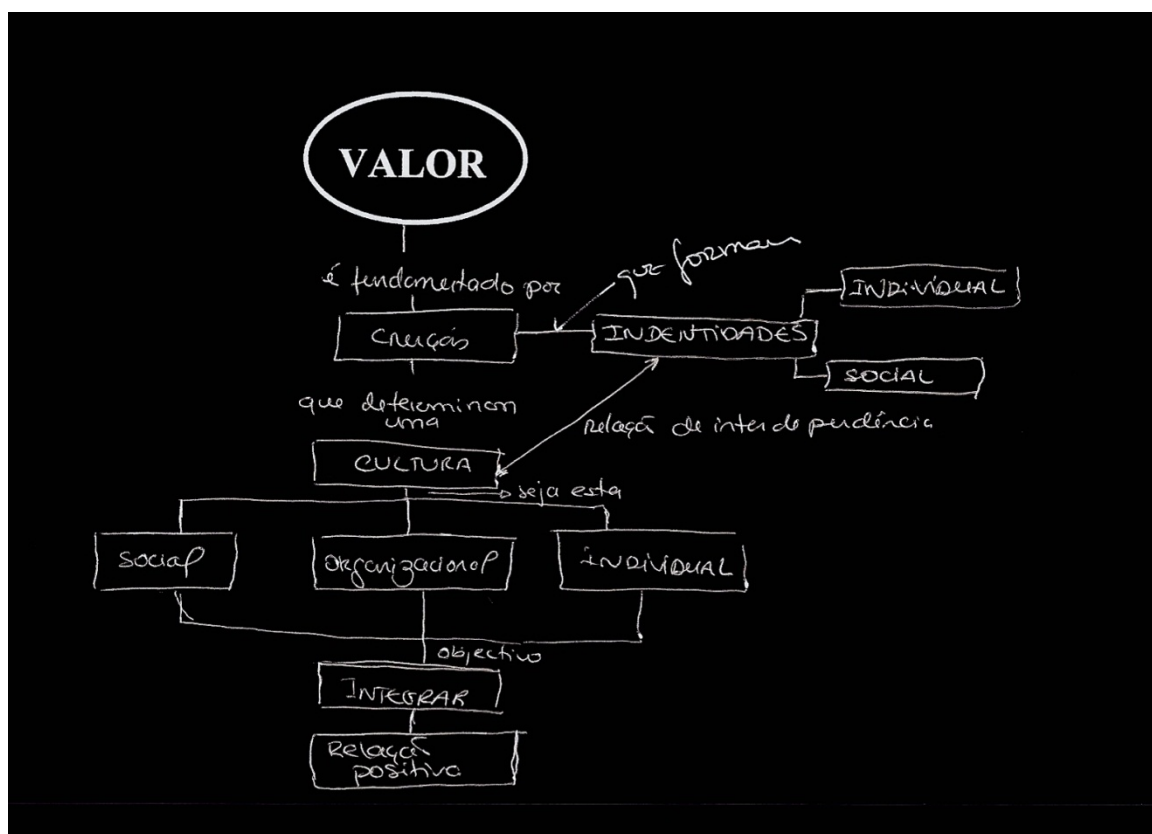 VALOR
é fundamentado por
que formam
INDIVIDUAL
Crenças
INDENTIDADES
SOCIAL
que determinam
uma
Relação de interdependência
CULTURA
seja esta
Social
Organizacional
INDIVIDUAL
objectivo
INTEGRAR
Relação
positiva